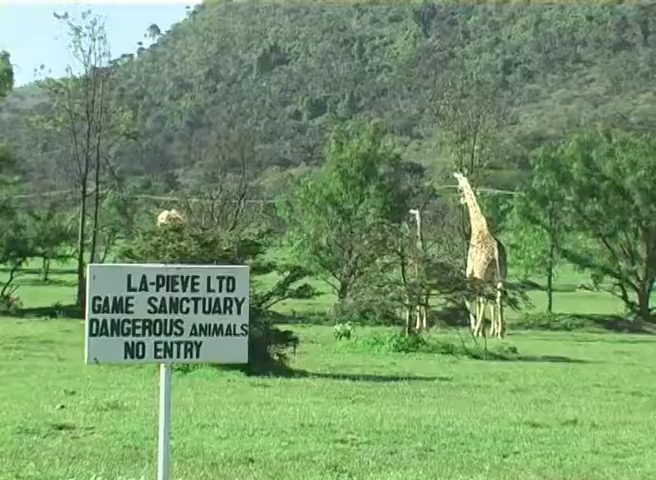 LA-PIEVE LTD
GAME SANCTUARY
DANGEROUS ANIMALS
NO ENTRY